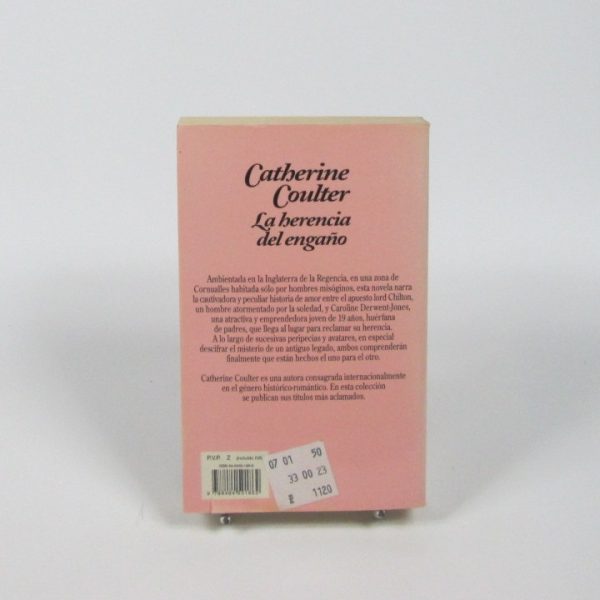 Catherine
Coulter
La herencia
del engaño
Ambientada en la Inglaterra de la Regencia, en una zona de
Cornualles habitada sólo por hombres misóginos, esta novela narra
la cautivadora y peculiar historia de amor entre el apuesto lord Chilton,
un hombre atormentado por la soledad, y Caroline Derwent-Jones,
una atractiva y emprendedora joven de 19 años, huérfana
de padres, que llega al lugar para reclamar su herencia.
A lo largo de sucesivas peripecias y avatares, en especial
descifrar el misterio de un antiguo legado, ambos comprenderán
finalmente que están hechos el uno para el otro.
Catherine Coulter es una autora consagrada internacionalmente
en el género histórico-romántico. En esta colección
se publican sus títulos más aclamados.
P.V.P. 2 (incluido IVA)
07 01 50
33 00 23
1120